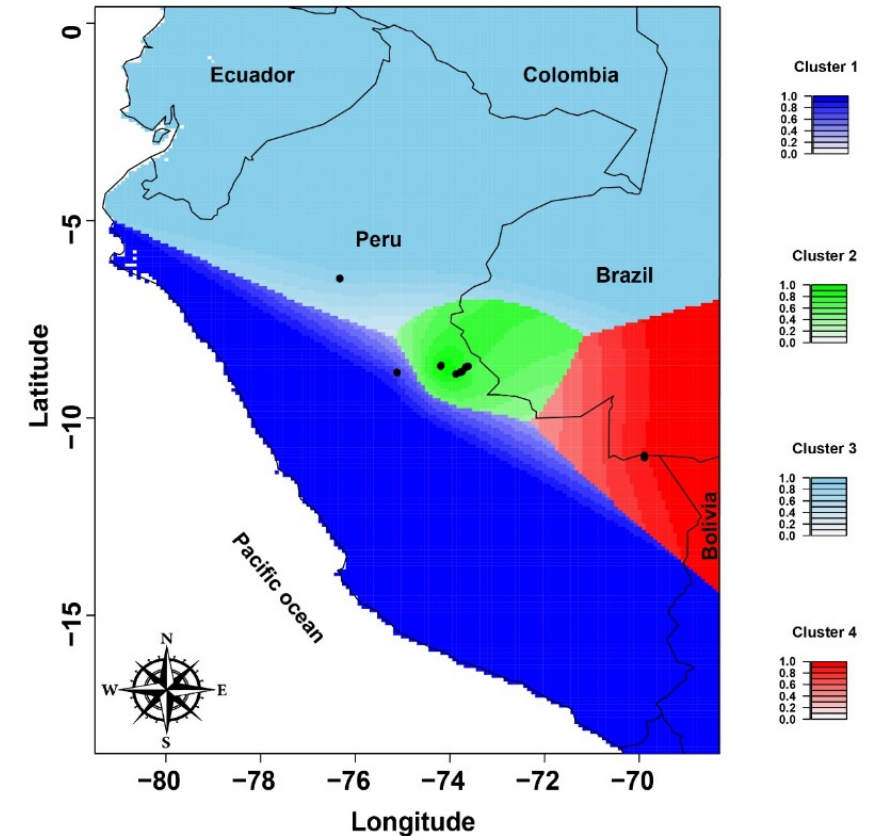 Ecuador
Colombia
Peru
Brazil
Bolivia
Pacific ocean
N
W E
S
0
−5
−10
−15
Latitude
−80 −78 −76 −74 −72 −70
Longitude
Cluster 1
1.0
0.8
0.6
0.4
0.2
0.0
Cluster 2
1.0
0.8
0.6
0.4
0.2
0.0
Cluster 3
1.0
0.8
0.6
0.4
0.2
0.0
Cluster 4
1.0
0.8
0.6
0.4
0.2
0.0